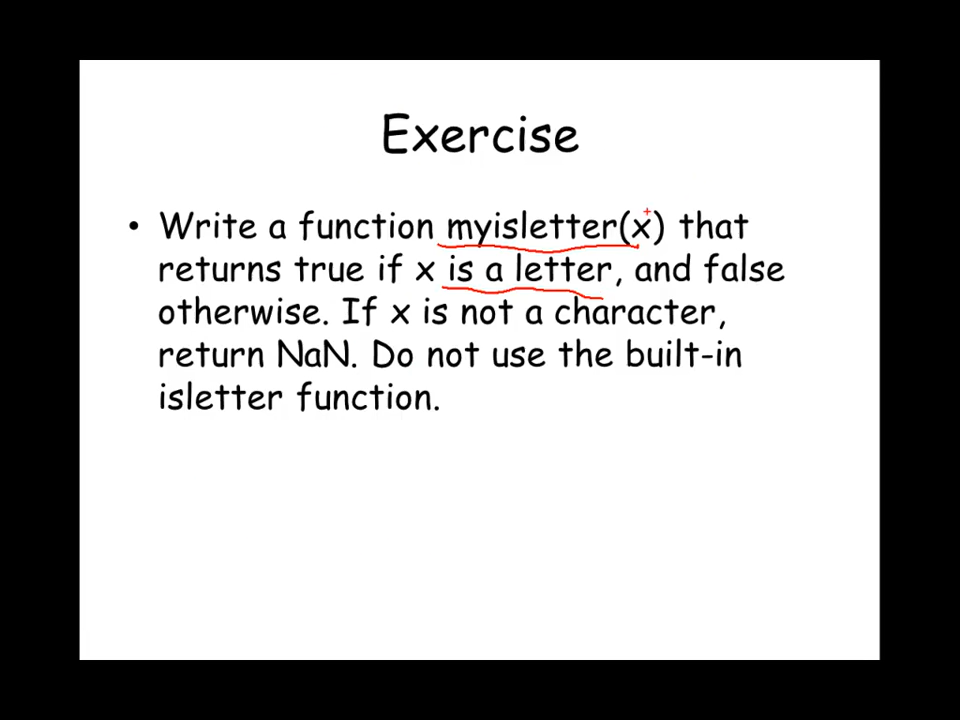 Exercise
• Write a function myisletter(x) that
returns true if x is a letter, and false
otherwise. If x is not a character,
return NaN. Do not use the built-in
isletter function.